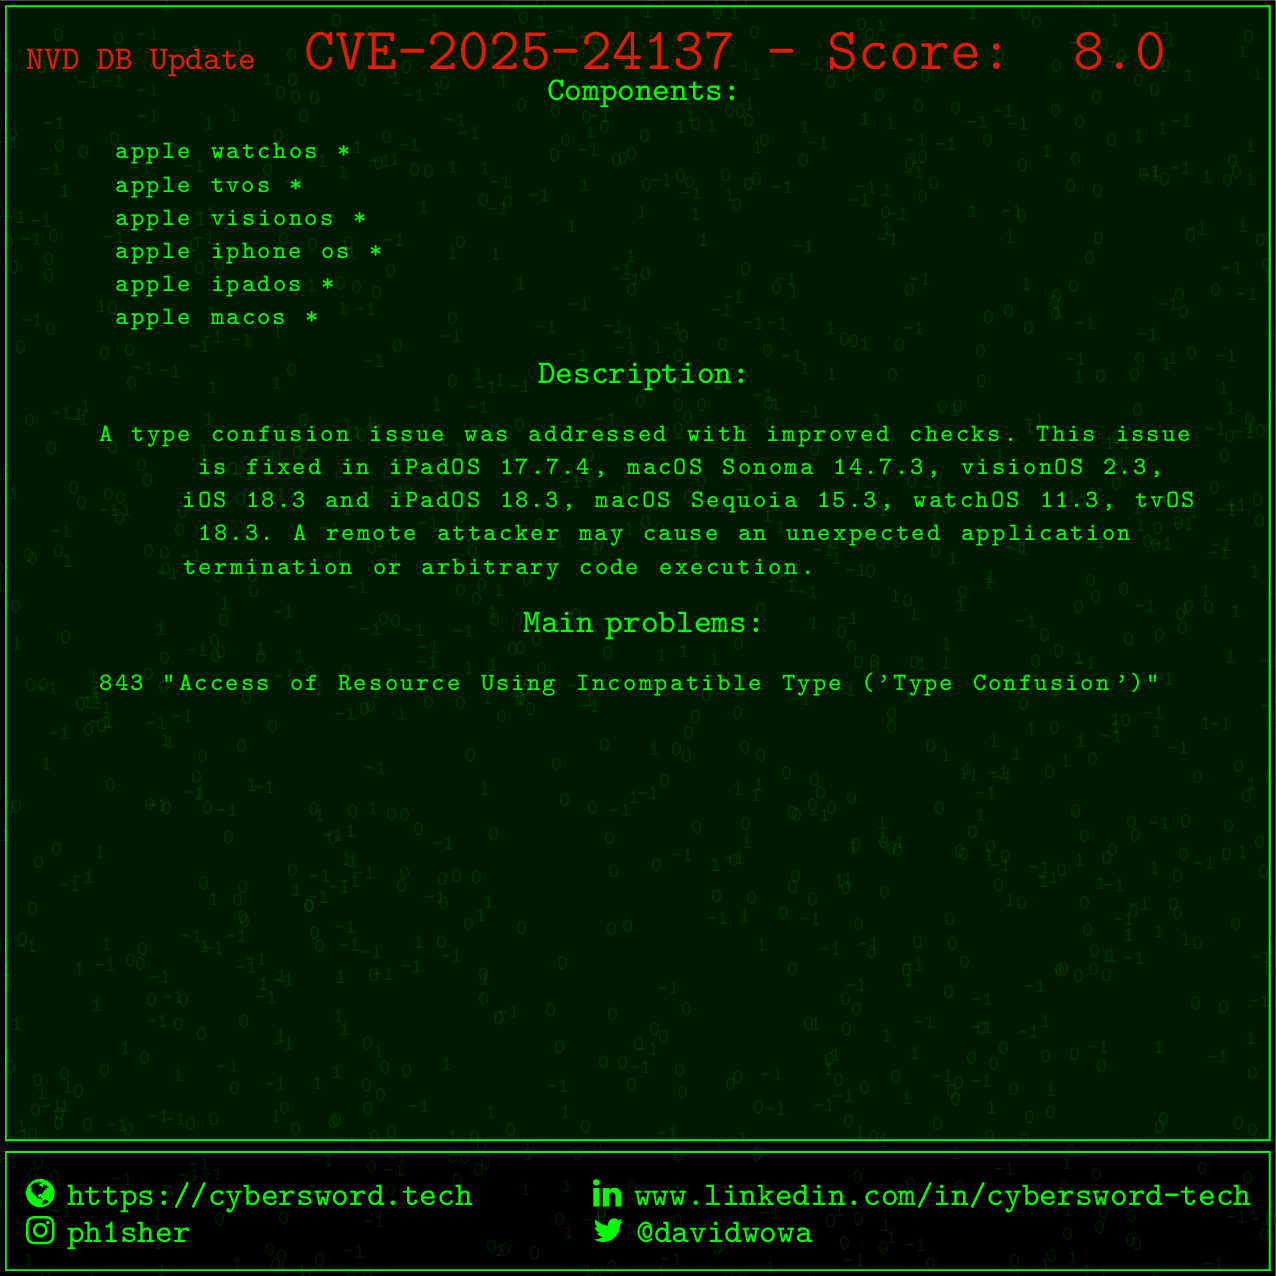 NVD DB Update CVE-2025-24137 - Score: 8.0
Components:
apple watchos *
apple tvos *
apple visionos *
apple iphone os *
apple ipados *
apple macos *
Description:
A type confusion issue was addressed with improved checks. This issue
is fixed in iPadOS 17.7.4, macOS Sonoma 14.7.3, visionOS 2.3,
iOS 18.3 and iPadOS 18.3, macOS Sequoia 15.3, watchOS 11.3, tvOS
18.3. A remote attacker may cause an unexpected application
termination or arbitrary code execution.
Main problems:
843 "Access of Resource Using Incompatible Type ('Type Confusion')"
https://cybersword.tech
www.linkedin.com/in/cybersword-tech
ph1sher
@davidwowa